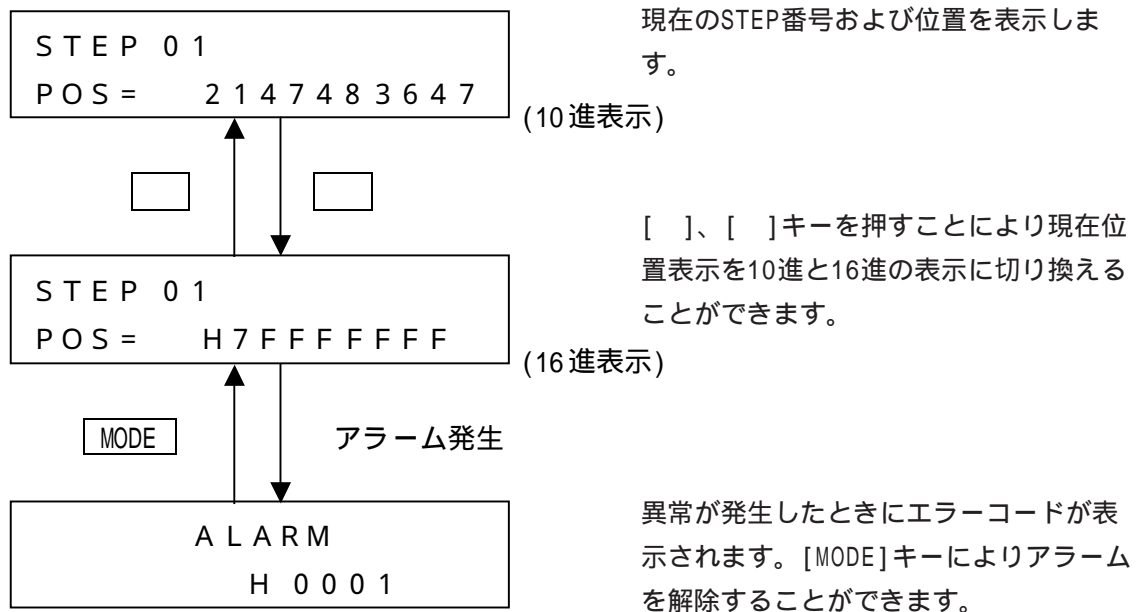 STEP 01
POS= 2147483647
(10進表示)
現在のSTEP番号および位置を表示しま
す。
[ ]、[ ]キーを押すことにより現在位
置表示を10進と16進の表示に切り換える
ことができます。
STEP 01
POS= H7FFFFFFF
(16進表示)
MODE
アラーム発生
ALARM
H 0001
異常が発生したときにエラーコードが表
示されます。[MODE]キーによりアラーム
を解除することができます。